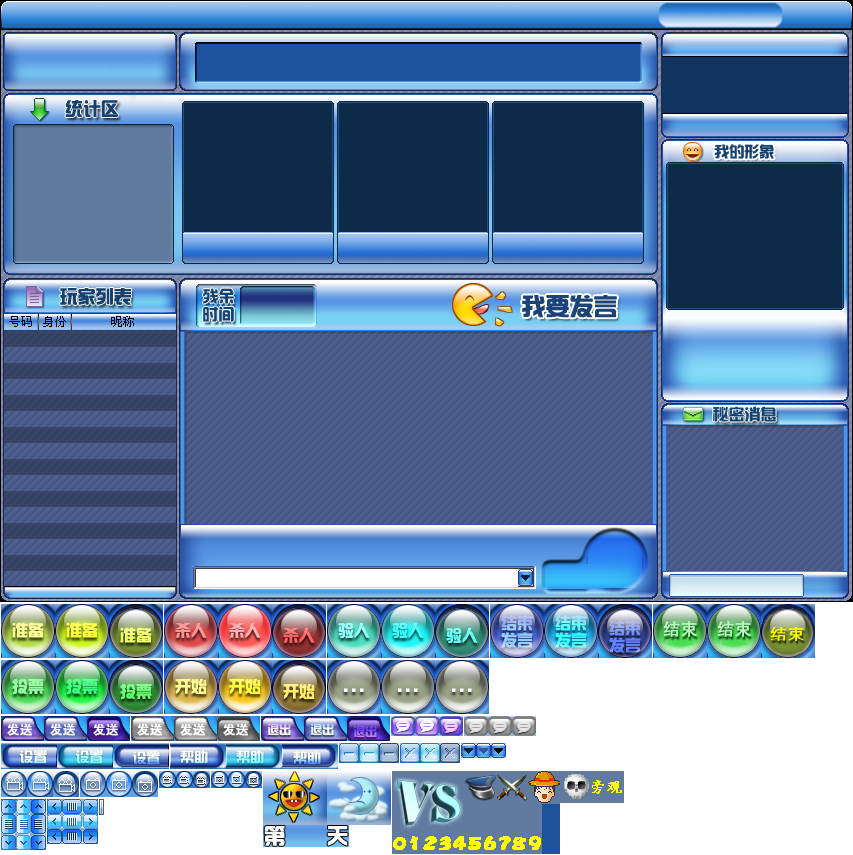 统计区
我的形象
玩家列表
残余时间
我要发言
号码 身份 昵称
秘密消息
准备 准备 准备 杀人 杀人 杀人 验人 验人 验人 结束发言 结束发言 结束发言 结束 结束 结束
投票 投票 投票 开始 开始 开始 ... ... ...
发送 发送 发送 发送 发送 发送 退出 退出 退出
设置 设置 设置 帮助 帮助 帮助
VS 旁观
第 天
0123456789